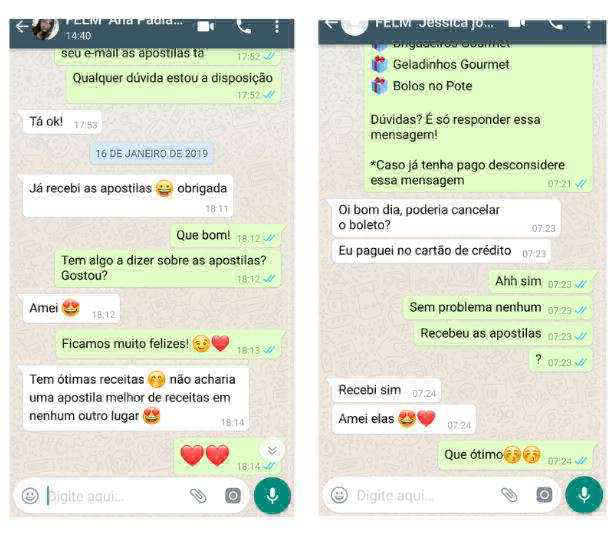 FELM Ana Paula...
14:40
seu e-mail as apostilas tá
17:52
Qualquer dúvida estou a disposição
17:52
Tá ok! 17:53
16 DE JANEIRO DE 2019
Já recebi as apostilas 😀 obrigada
18:11
Que bom! 18:12
Tem algo a dizer sobre as apostilas?
Gostou? 18:12
Amei 😍 18:12
Ficamos muito felizes! 😉❤️ 18:13
Tem ótimas receitas 🤭 não acharia
uma apostila melhor de receitas em
nenhum outro lugar 😍 18:14
❤️❤️
18:14
Digite aqui...
FELM Jéssica jo...
🎁 Brigadeiros Gourmet
🎁 Geladinhos Gourmet
🎁 Bolos no Pote
Dúvidas? É só responder essa
mensagem!
*Caso já tenha pago desconsidere
essa mensagem 07:21
Oi bom dia, poderia cancelar
o boleto? 07:23
Eu paguei no cartão de crédito 07:23
Ahh sim 07:23
Sem problema nenhum 07:23
Recebeu as apostilas 07:23
? 07:23
Recebi sim 07:24
Amei elas 😍❤️ 07:24
Que ótimo😚😚 07:24
Digite aqui...